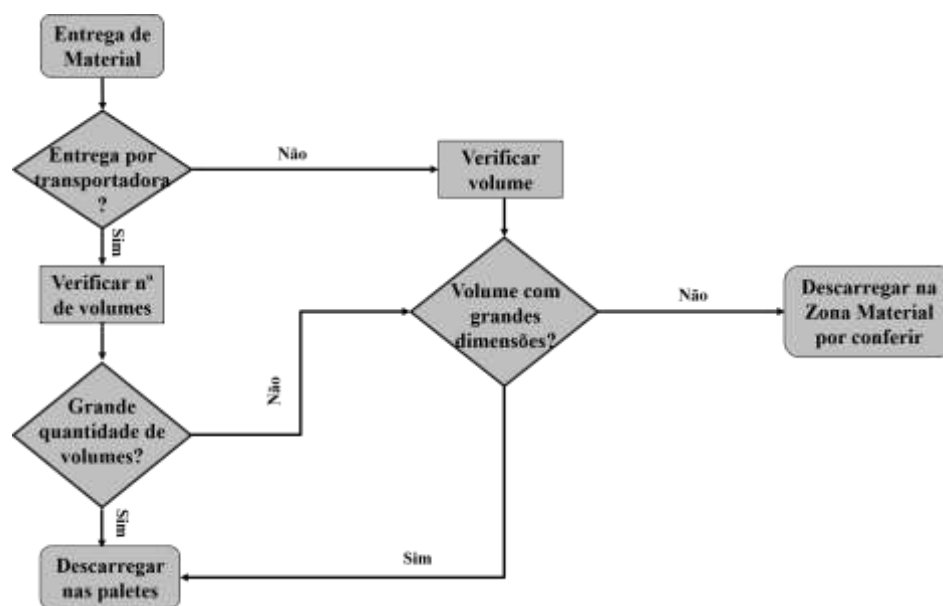 Entrega de
Material
Entrega por
transportadora
?
Não
Verificar
volume
Sim
Verificar nº
de volumes
Volume com
grandes
dimensões?
Não
Descarregar na
Zona Material
por conferir
Grande
quantidade de
volumes?
Não
Sim
Descarregar
nas paletes
Sim